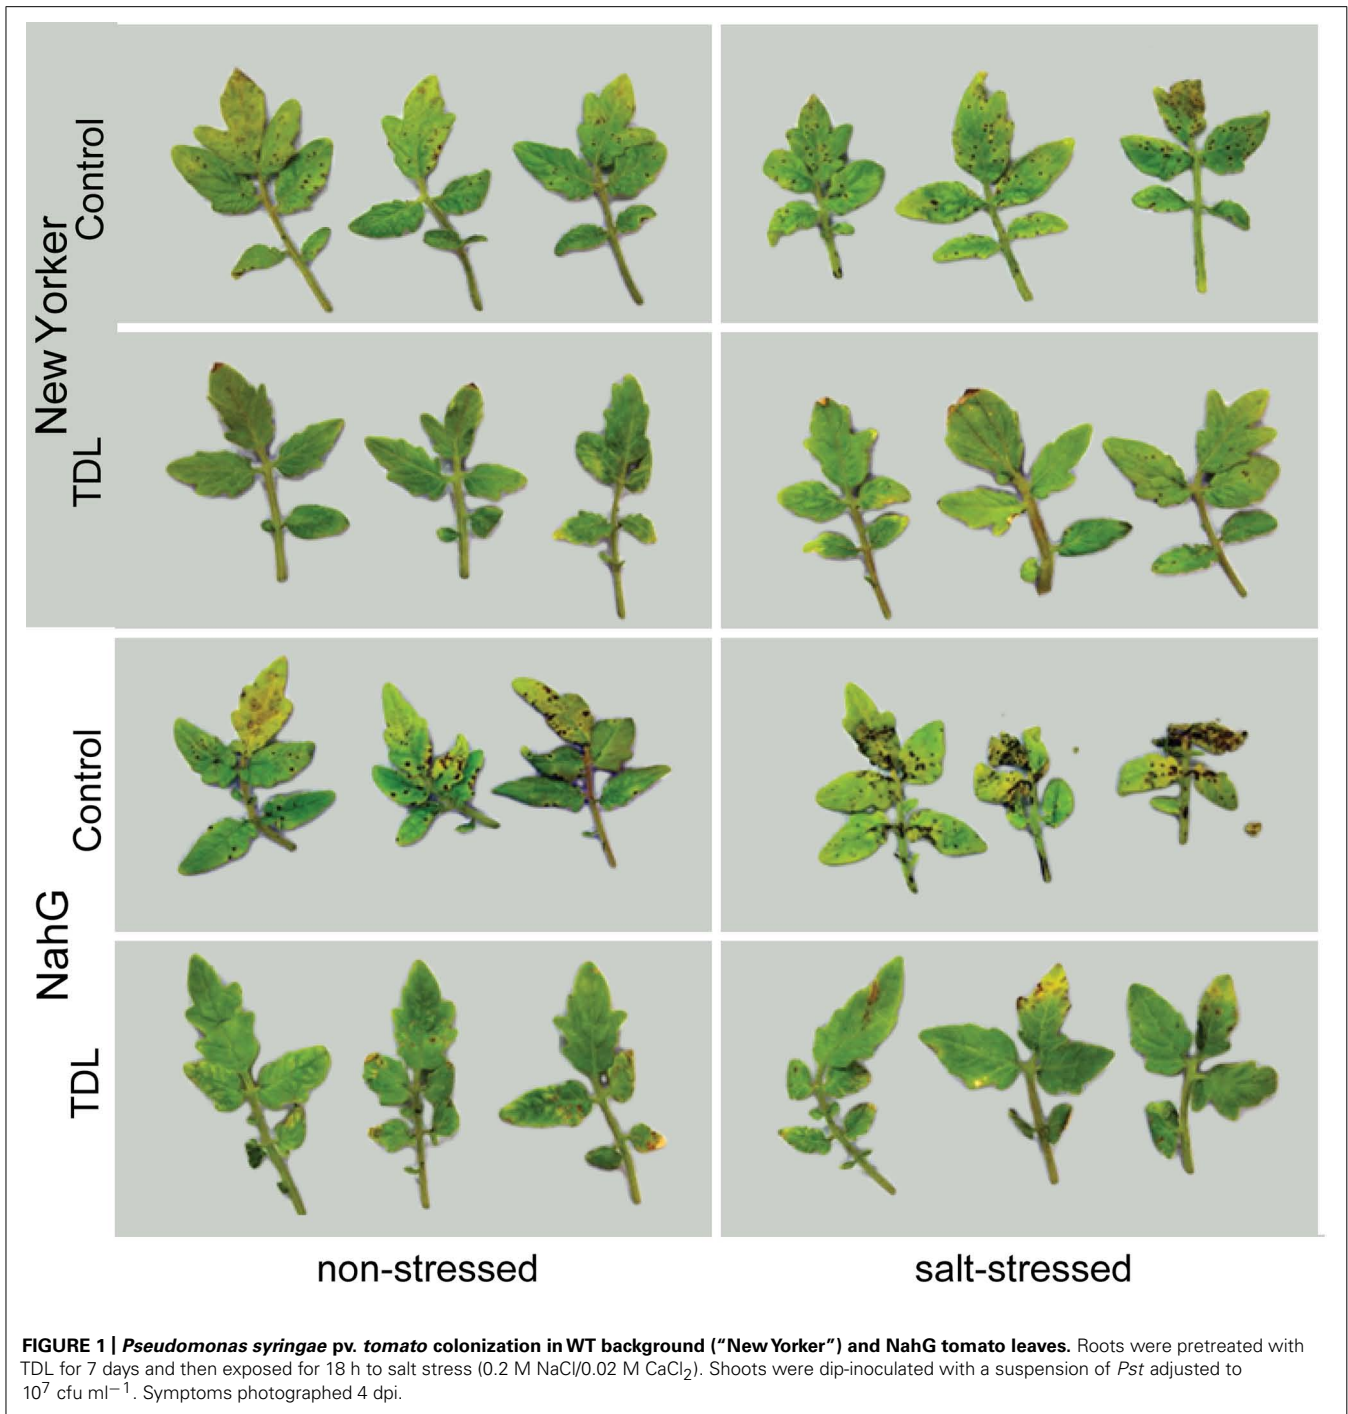 New Yorker
Control
TDL
NahG
Control
TDL
non-stressed
salt-stressed
FIGURE 1 | Pseudomonas syringae pv. tomato colonization in WT background (“New Yorker”) and NahG tomato leaves. Roots were pretreated with
TDL for 7 days and then exposed for 18 h to salt stress (0.2 M NaCl/0.02 M CaCl₂). Shoots were dip-inoculated with a suspension of Pst adjusted to
10⁷ cfu ml⁻¹. Symptoms photographed 4 dpi.